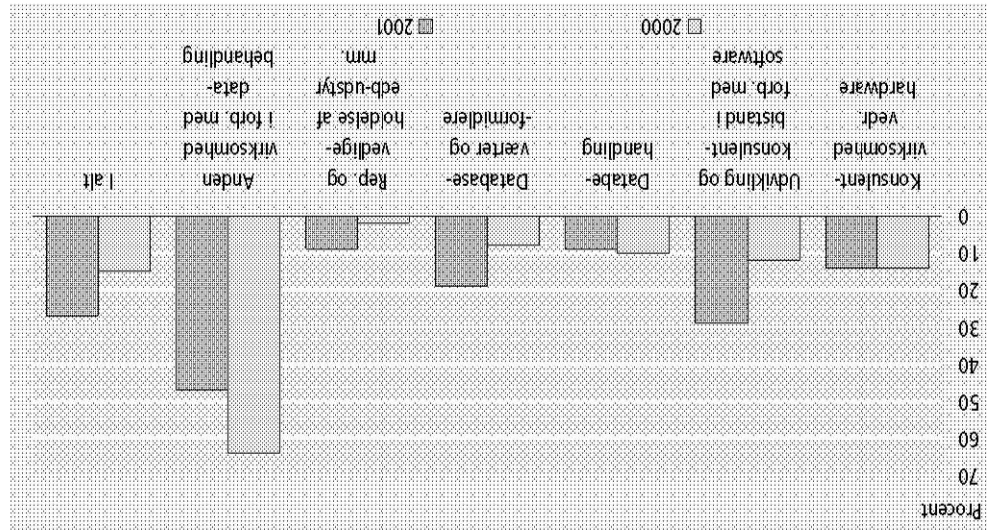 Procent
70
60
50
40
30
20
10
0
Konsulent-
virksomhed
vedr.
hardware
Udvikling og
konsulent-
bistand i
forb. med
software
Databe-
handling
Database-
værter og
-formidlere
Rep. og
vedlige-
holdelse af
edb-udstyr
mm.
Anden
virksomhed
i forb. med
data-
behandling
I alt
2000
2001